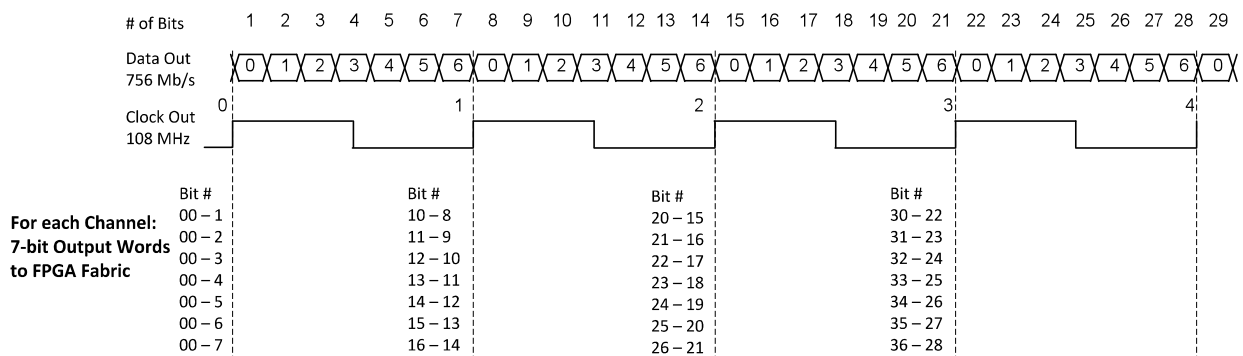 # of Bits 1 2 3 4 5 6 7 8 9 10 11 12 13 14 15 16 17 18 19 20 21 22 23 24 25 26 27 28 29
Data Out 0 1 2 3 4 5 6 0 1 2 3 4 5 6 0 1 2 3 4 5 6 0 1 2 3 4 5 6 0
756 Mb/s
0 1 2 3 4
Clock Out
108 MHz
For each Channel:
7-bit Output Words
to FPGA Fabric
Bit #
00 – 1
00 – 2
00 – 3
00 – 4
00 – 5
00 – 6
00 – 7
Bit #
10 – 8
11 – 9
12 – 10
13 – 11
14 – 12
15 – 13
16 – 14
Bit #
20 – 15
21 – 16
22 – 17
23 – 18
24 – 19
25 – 20
26 – 21
Bit #
30 – 22
31 – 23
32 – 24
33 – 25
34 – 26
35 – 27
36 – 28